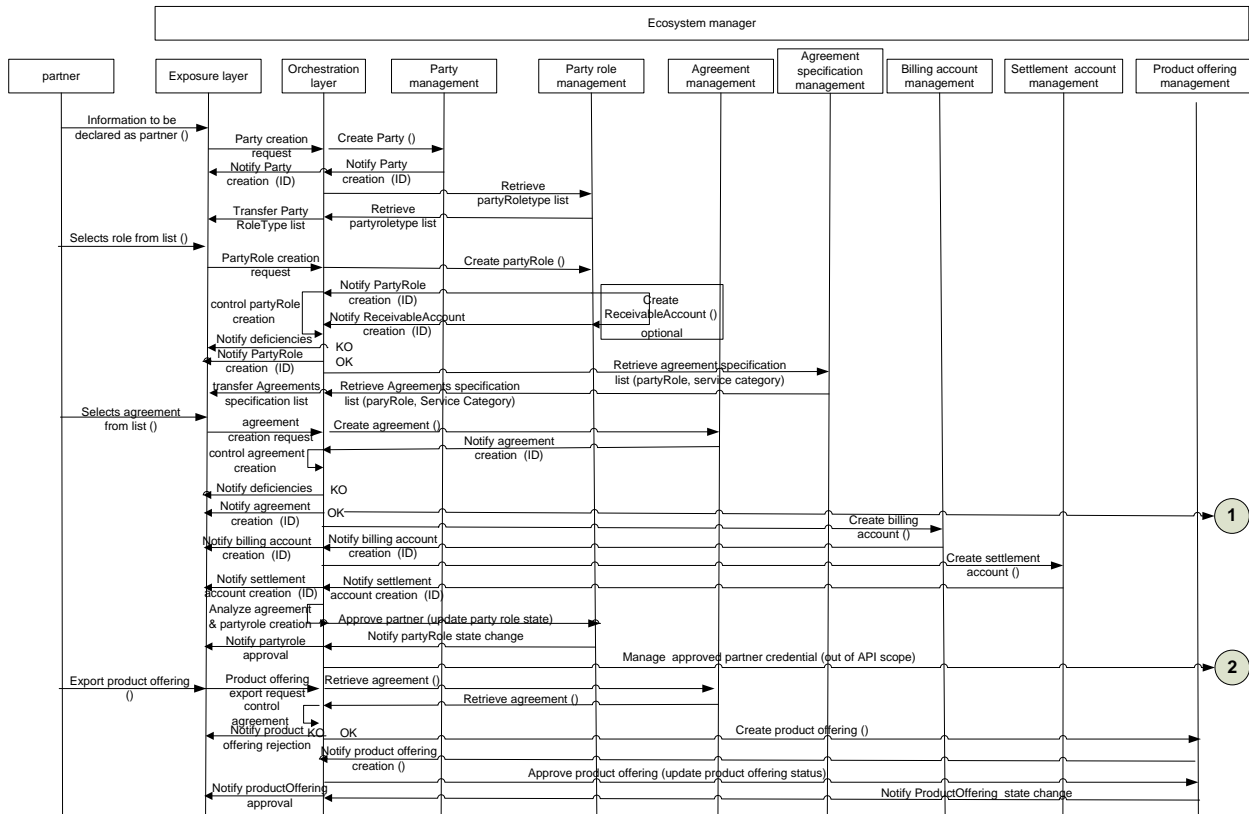 Ecosystem manager
partner
Exposure layer
Orchestration
layer
Party
management
Party role
management
Agreement
management
Agreement
specification
management
Billing account
management
Settlement account
management
Product offering
management
Information to be
declared as partner ()
Party creation
request
Create Party ()
Notify Party
creation (ID)
Notify Party
creation (ID)
Retrieve
partyRoletype list
Transfer Party
RoleType list
Retrieve
partyroletype list
Selects role from list ()
PartyRole creation
request
Create partyRole ()
Notify PartyRole
creation (ID)
control partyRole
creation
Create
ReceivableAccount ()
optional
Notify ReceivableAccount
creation (ID)
Notify deficiencies
KO
Notify PartyRole
creation (ID)
OK
Retrieve agreement specification
list (partyRole, service category)
transfer Agreements
specification list
Retrieve Agreements specification
list (paryRole, Service Category)
Selects agreement
from list ()
agreement
creation request
Create agreement ()
Notify agreement
creation (ID)
control agreement
creation
Notify deficiencies
KO
Notify agreement
creation (ID)
OK
1
Create billing
account ()
Notify billing account
creation (ID)
Notify billing account
creation (ID)
Create settlement
account ()
Notify settlement
account creation (ID)
Notify settlement
account creation (ID)
Analyze agreement
& partyrole creation
Approve partner (update party role state)
Notify partyrole
approval
Notify partyRole state change
Manage approved partner credential (out of API scope)
2
Export product offering
()
Product offering
export request
Retrieve agreement ()
control
agreement
Retrieve agreement ()
Notify product
offering rejection
KO
OK
Create product offering ()
Notify product offering
creation ()
Approve product offering (update product offering status)
Notify productOffering
approval
Notify ProductOffering state change